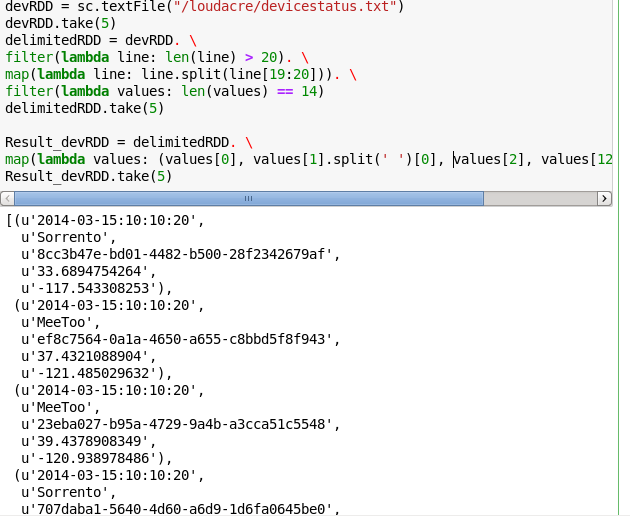 devRDD = sc.textFile("/loudacre/devicestatus.txt")
devRDD.take(5)
delimitedRDD = devRDD. \
filter(lambda line: len(line) > 20). \
map(lambda line: line.split(line[19:20])). \
filter(lambda values: len(values) == 14)
delimitedRDD.take(5)
Result_devRDD = delimitedRDD. \
map(lambda values: (values[0], values[1].split(' ')[0], values[2], values[12
Result_devRDD.take(5)
[(u'2014-03-15:10:10:20',
u'Sorrento',
u'8cc3b47e-bd01-4482-b500-28f2342679af',
u'33.6894754264',
u'-117.543308253'),
(u'2014-03-15:10:10:20',
u'MeeToo',
u'ef8c7564-0a1a-4650-a655-c8bbd5f8f943',
u'37.4321088904',
u'-121.485029632'),
(u'2014-03-15:10:10:20',
u'MeeToo',
u'23eba027-b95a-4729-9a4b-a3cca51c5548',
u'39.4378908349',
u'-120.938978486'),
(u'2014-03-15:10:10:20',
u'Sorrento',
u'707daba1-5640-4d60-a6d9-1d6fa0645be0',